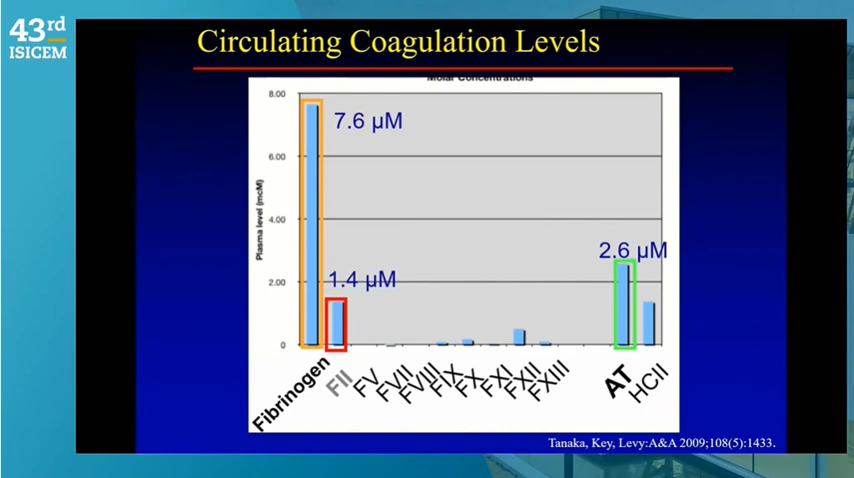 43rd
ISICEM
Circulating Coagulation Levels
Molar Concentrations
8.00
6.00
4.00
2.00
0
Plasma level (mcM)
7.6 µM
1.4 µM
2.6 µM
Fibrinogen
FII
FV
FVII
FVIII
FIX
FX
FXI
FXII
FXIII
AT
HCII
Tanaka, Key, Levy:A&A 2009;108(5):1433.